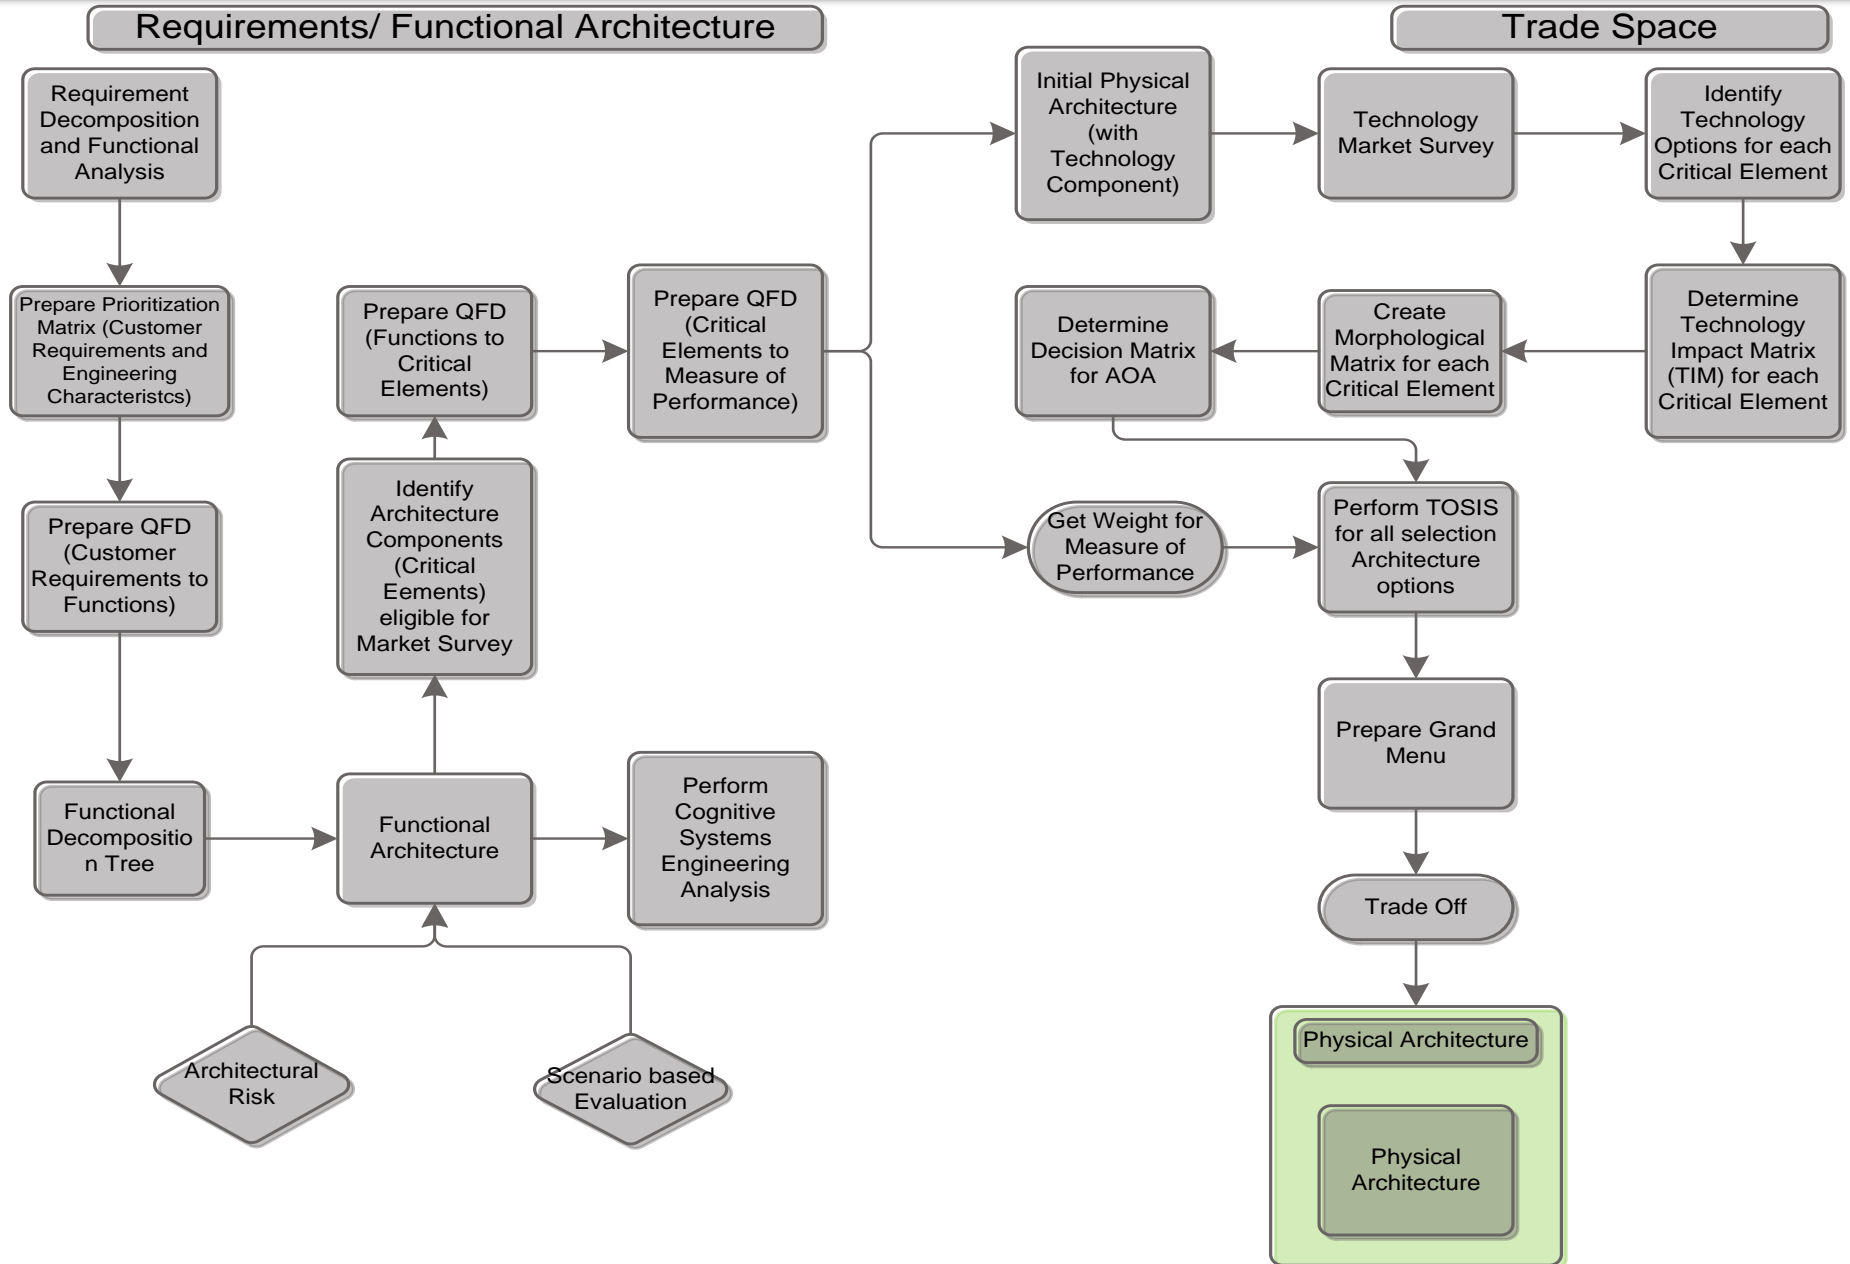 Requirements/ Functional Architecture
Trade Space
Requirement
Decomposition
and Functional
Analysis
Prepare Prioritization
Matrix (Customer
Requirements and
Engineering
Characteristcs)
Prepare QFD
(Customer
Requirements to
Functions)
Functional
Decompositio
n Tree
Functional
Architecture
Architectural
Risk
Scenario based
Evaluation
Perform
Cognitive
Systems
Engineering
Analysis
Identify
Architecture
Components
(Critical
Eements)
eligible for
Market Survey
Prepare QFD
(Functions to
Critical
Elements)
Prepare QFD
(Critical
Elements to
Measure of
Performance)
Initial Physical
Architecture
(with
Technology
Component)
Technology
Market Survey
Identify
Technology
Options for each
Critical Element
Determine
Technology
Impact Matrix
(TIM) for each
Critical Element
Create
Morphological
Matrix for each
Critical Element
Determine
Decision Matrix
for AOA
Get Weight for
Measure of
Performance
Perform TOSIS
for all selection
Architecture
options
Prepare Grand
Menu
Trade Off
Physical Architecture
Physical
Architecture